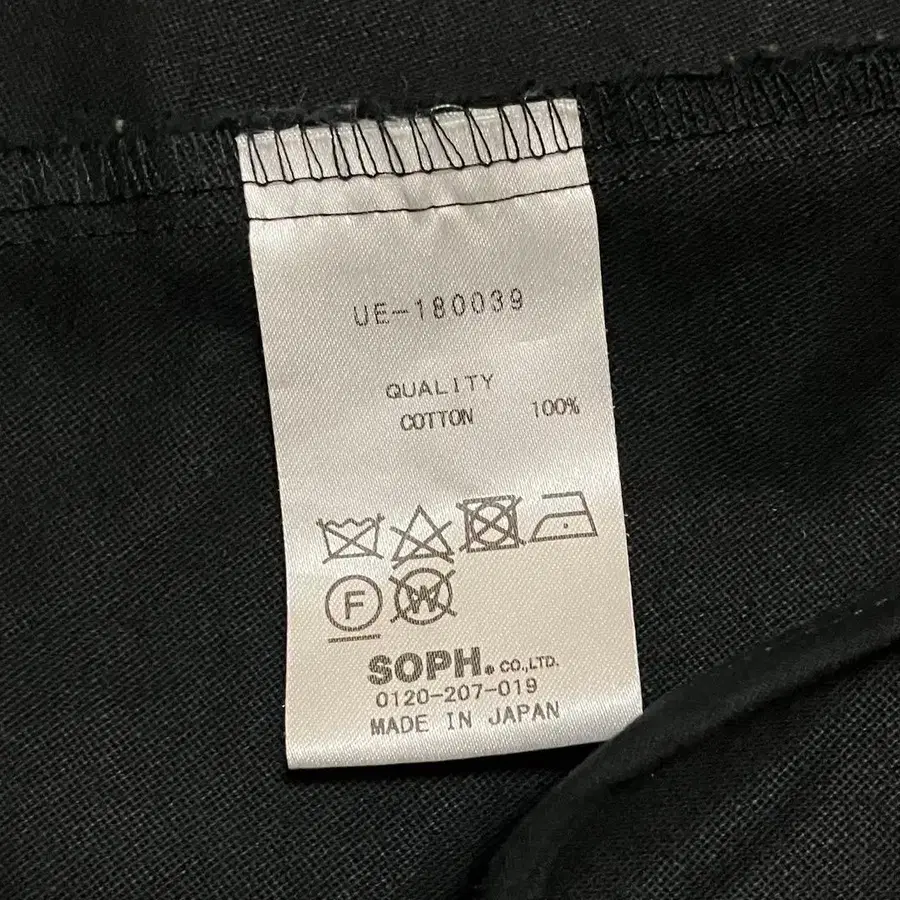 UE-180039
QUALITY
COTTON 100%
F W
SOPH. CO.,LTD.
0120-207-019
MADE IN JAPAN